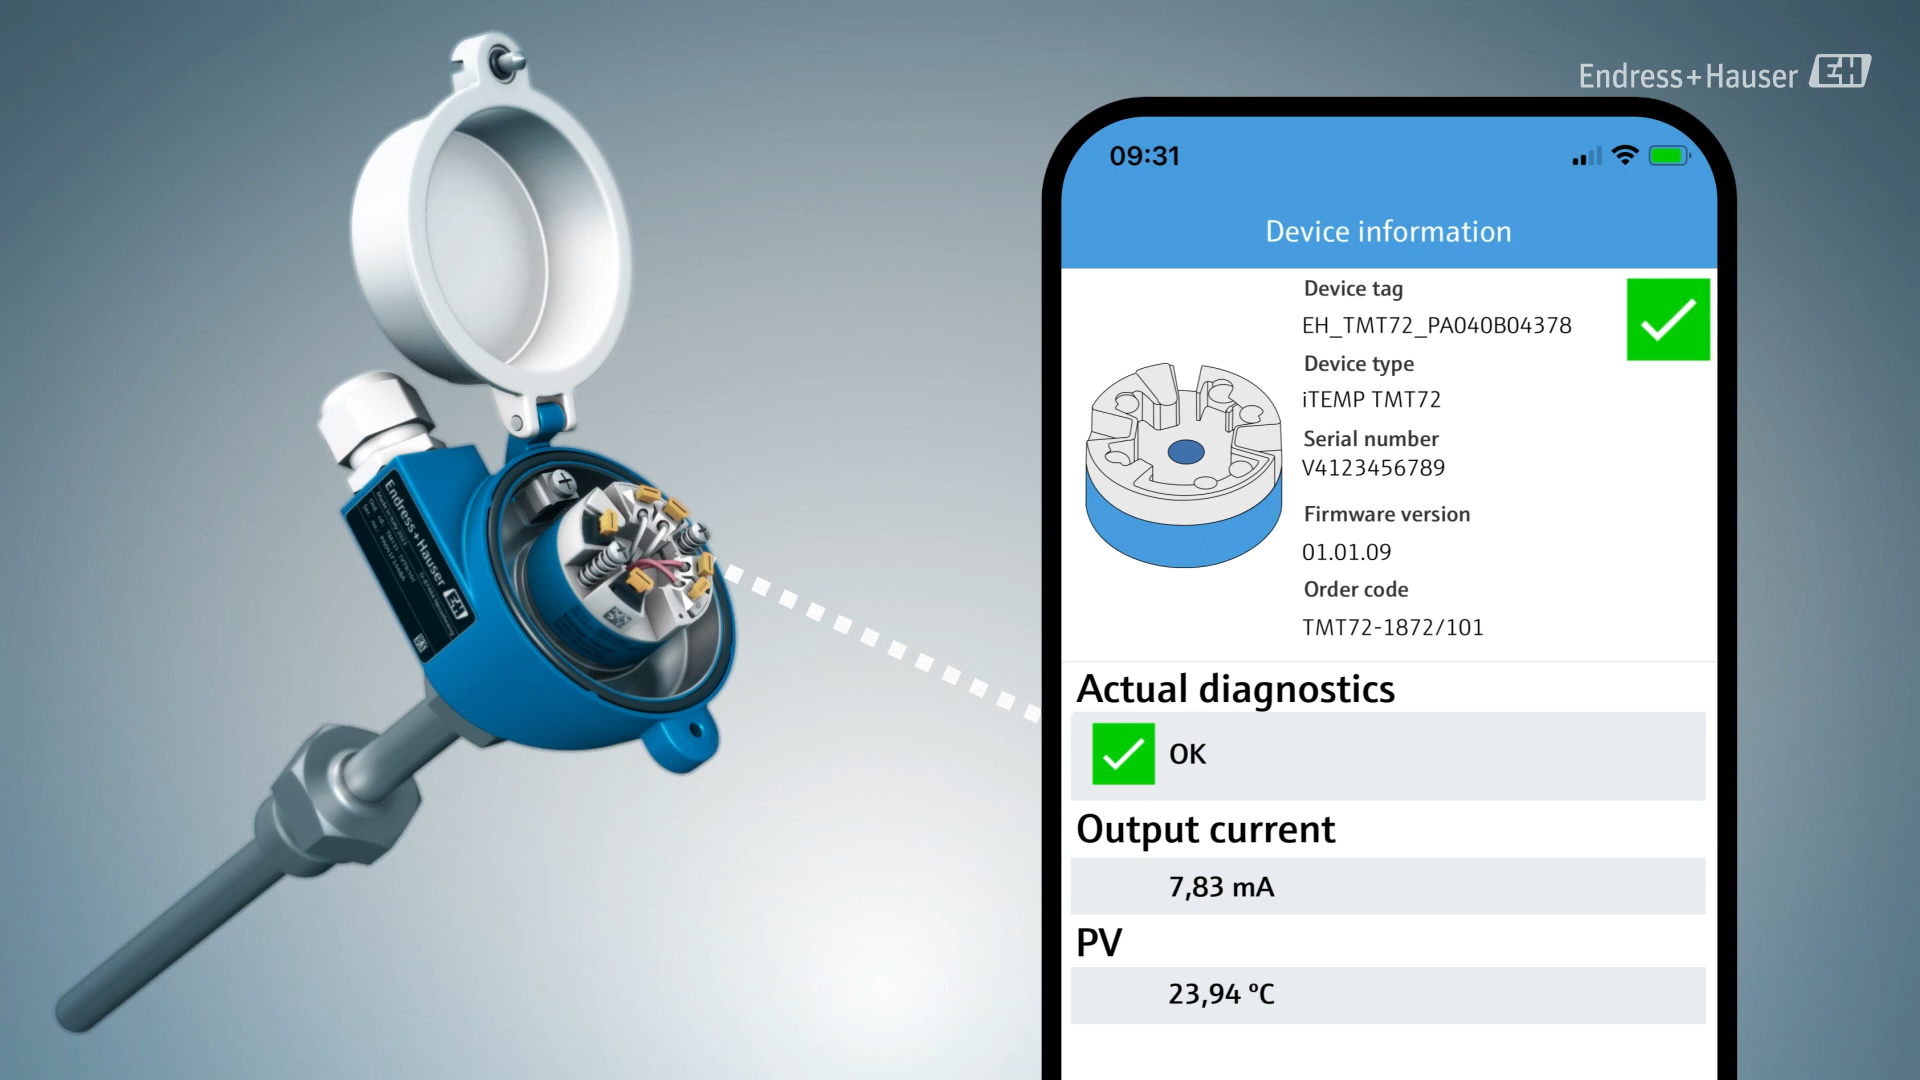 Endress+Hauser EH
09:31
Device information
Device tag
EH_TMT72_PA040B04378
Device type
iTEMP TMT72
Serial number
V4123456789
Firmware version
01.01.09
Order code
TMT72-1872/101
Actual diagnostics
OK
Output current
7,83 mA
PV
23,94 °C
Endress+Hauser EH